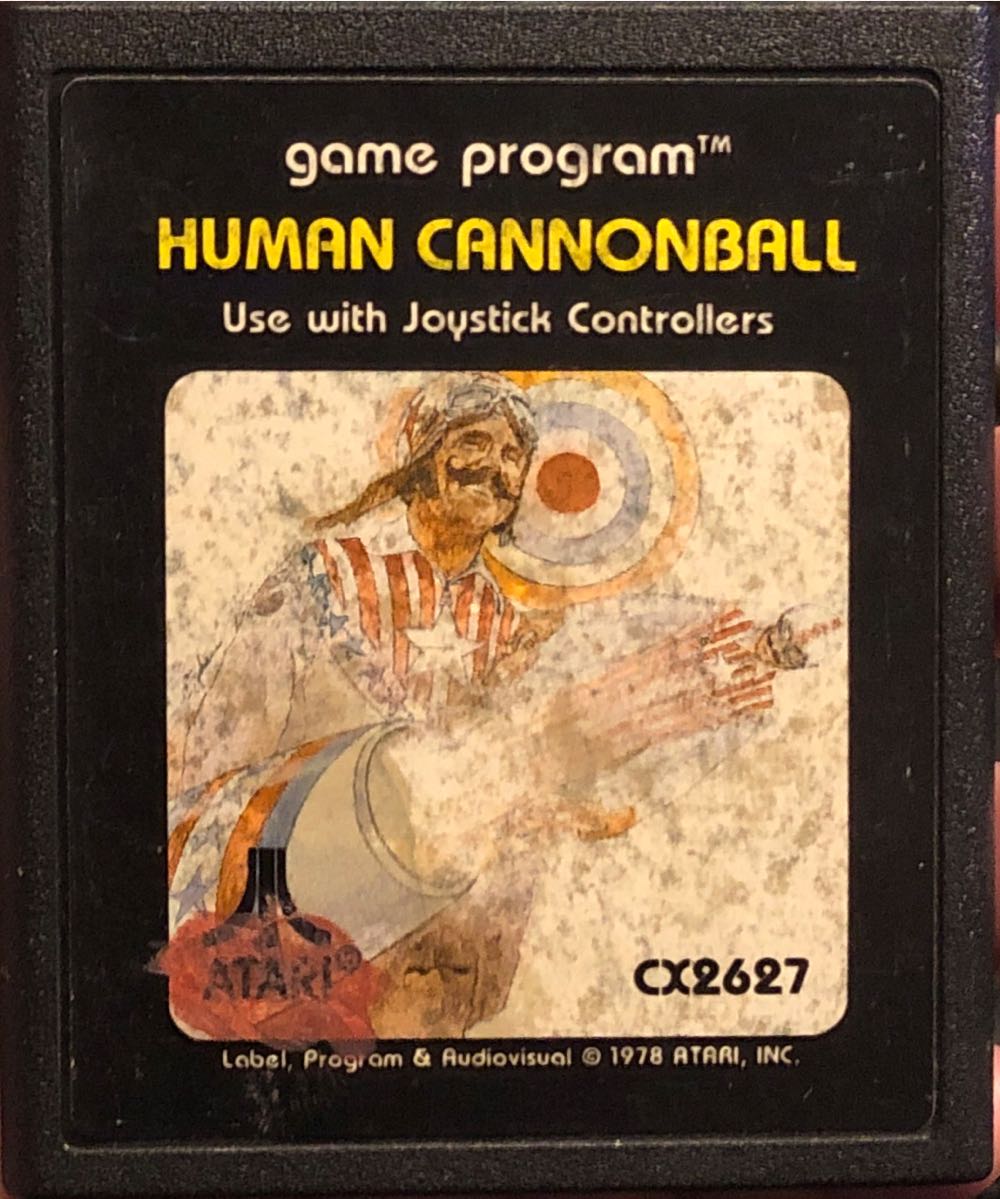 game program™
HUMAN CANNONBALL
Use with Joystick Controllers
ATARI®
CX2627
Label, Program & Audiovisual © 1978 ATARI, INC.